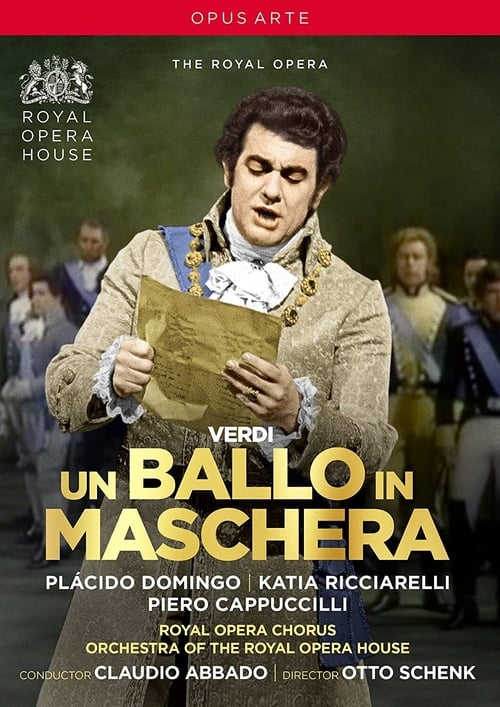 OPUS ARTE
THE ROYAL OPERA
ROYAL
OPERA
HOUSE
VERDI
UN BALLO IN
MASCHERA
PLÁCIDO DOMINGO | KATIA RICCIARELLI
PIERO CAPPUCCILLI
ROYAL OPERA CHORUS
ORCHESTRA OF THE ROYAL OPERA HOUSE
CONDUCTOR CLAUDIO ABBADO | DIRECTOR OTTO SCHENK